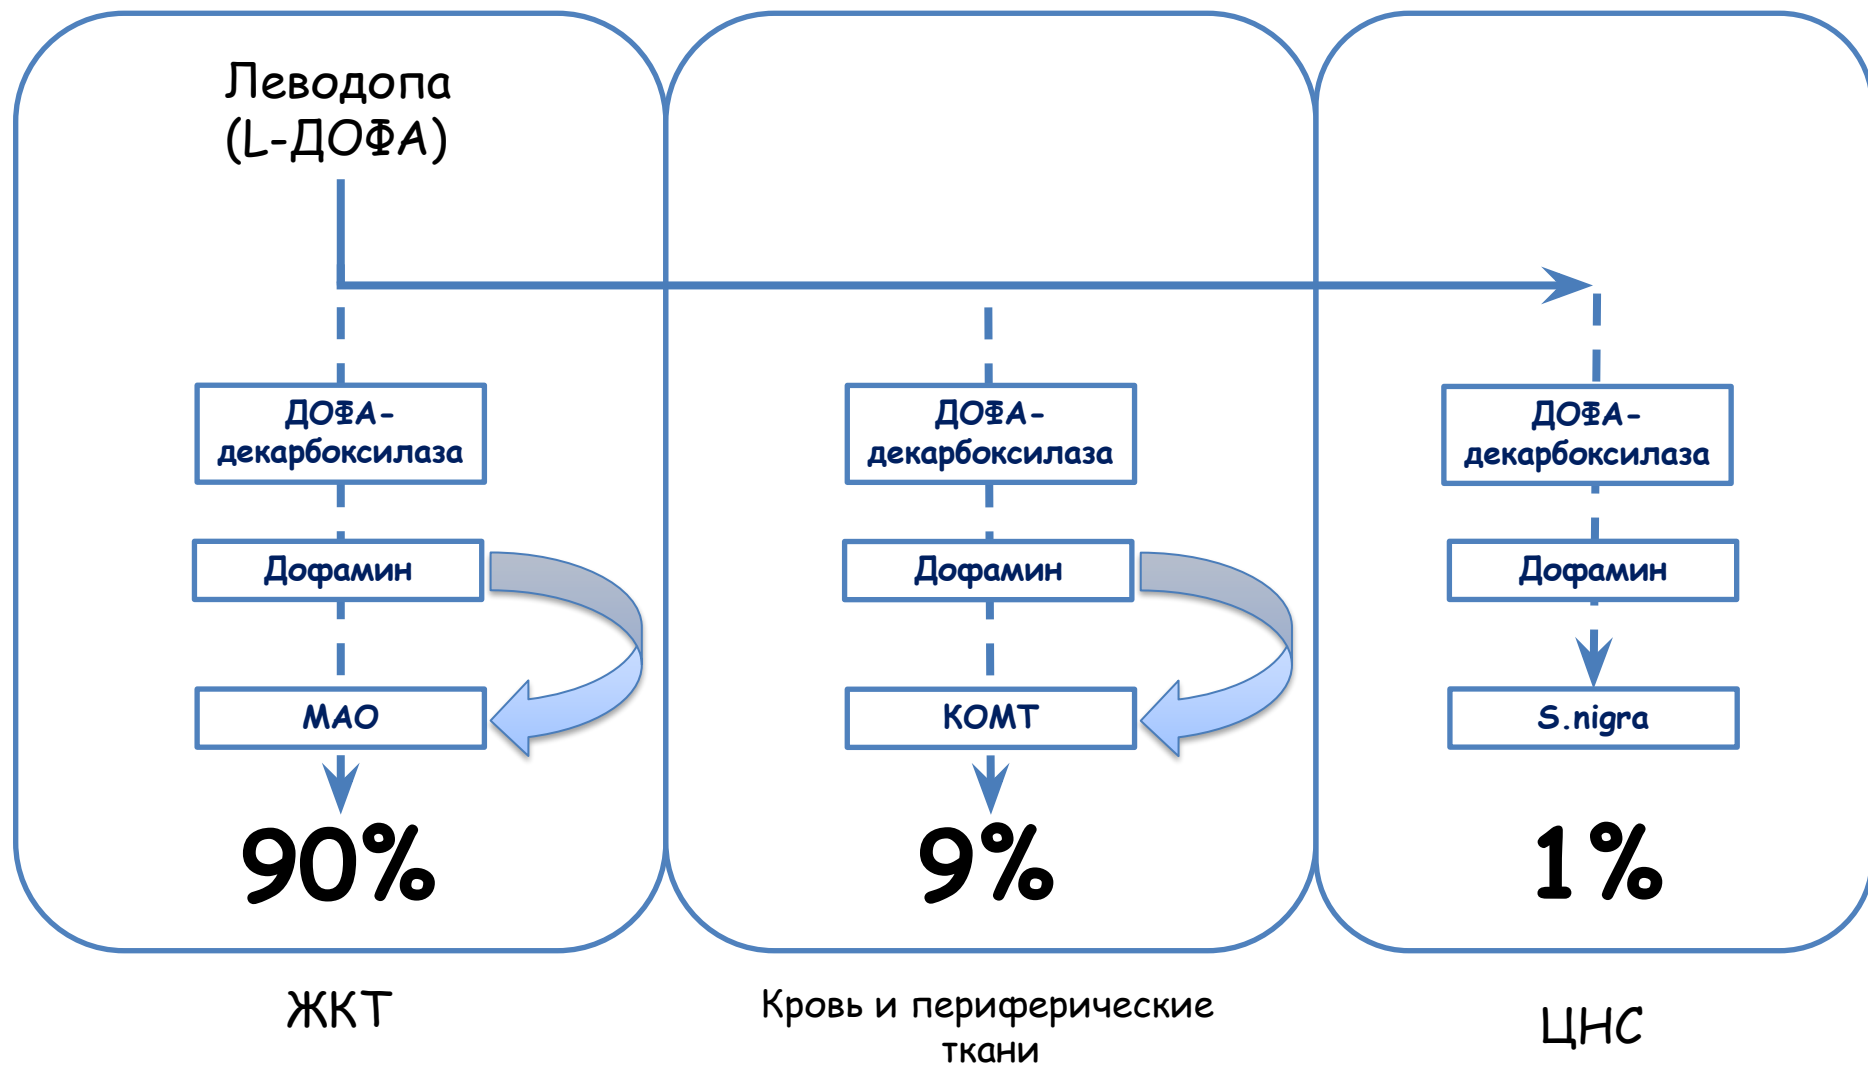 Леводопа
(L-ДОФА)
ДОФА-
декарбоксилаза
Дофамин
МАО
90%
ЖКТ
ДОФА-
декарбоксилаза
Дофамин
КОМТ
9%
Кровь и периферические
ткани
ДОФА-
декарбоксилаза
Дофамин
S.nigra
1%
ЦНС